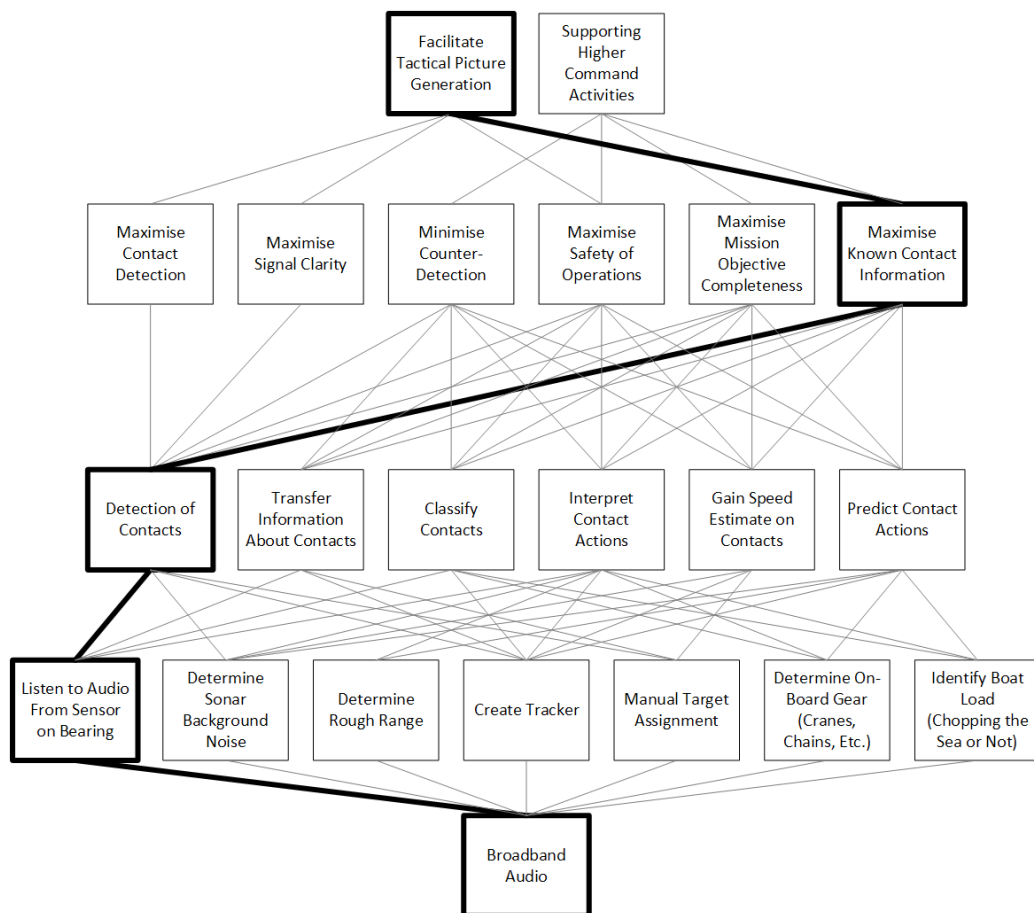 Facilitate
Tactical Picture
Generation
Supporting
Higher
Command
Activities
Maximise
Contact
Detection
Maximise
Signal Clarity
Minimise
Counter-
Detection
Maximise
Safety of
Operations
Maximise
Mission
Objective
Completeness
Maximise
Known Contact
Information
Detection of
Contacts
Transfer
Information
About Contacts
Classify
Contacts
Interpret
Contact
Actions
Gain Speed
Estimate on
Contacts
Predict Contact
Actions
Listen to Audio
From Sensor
on Bearing
Determine
Sonar
Background
Noise
Determine
Rough Range
Create Tracker
Manual Target
Assignment
Determine On-
Board Gear
(Cranes,
Chains, Etc.)
Identify Boat
Load
(Chopping the
Sea or Not)
Broadband
Audio